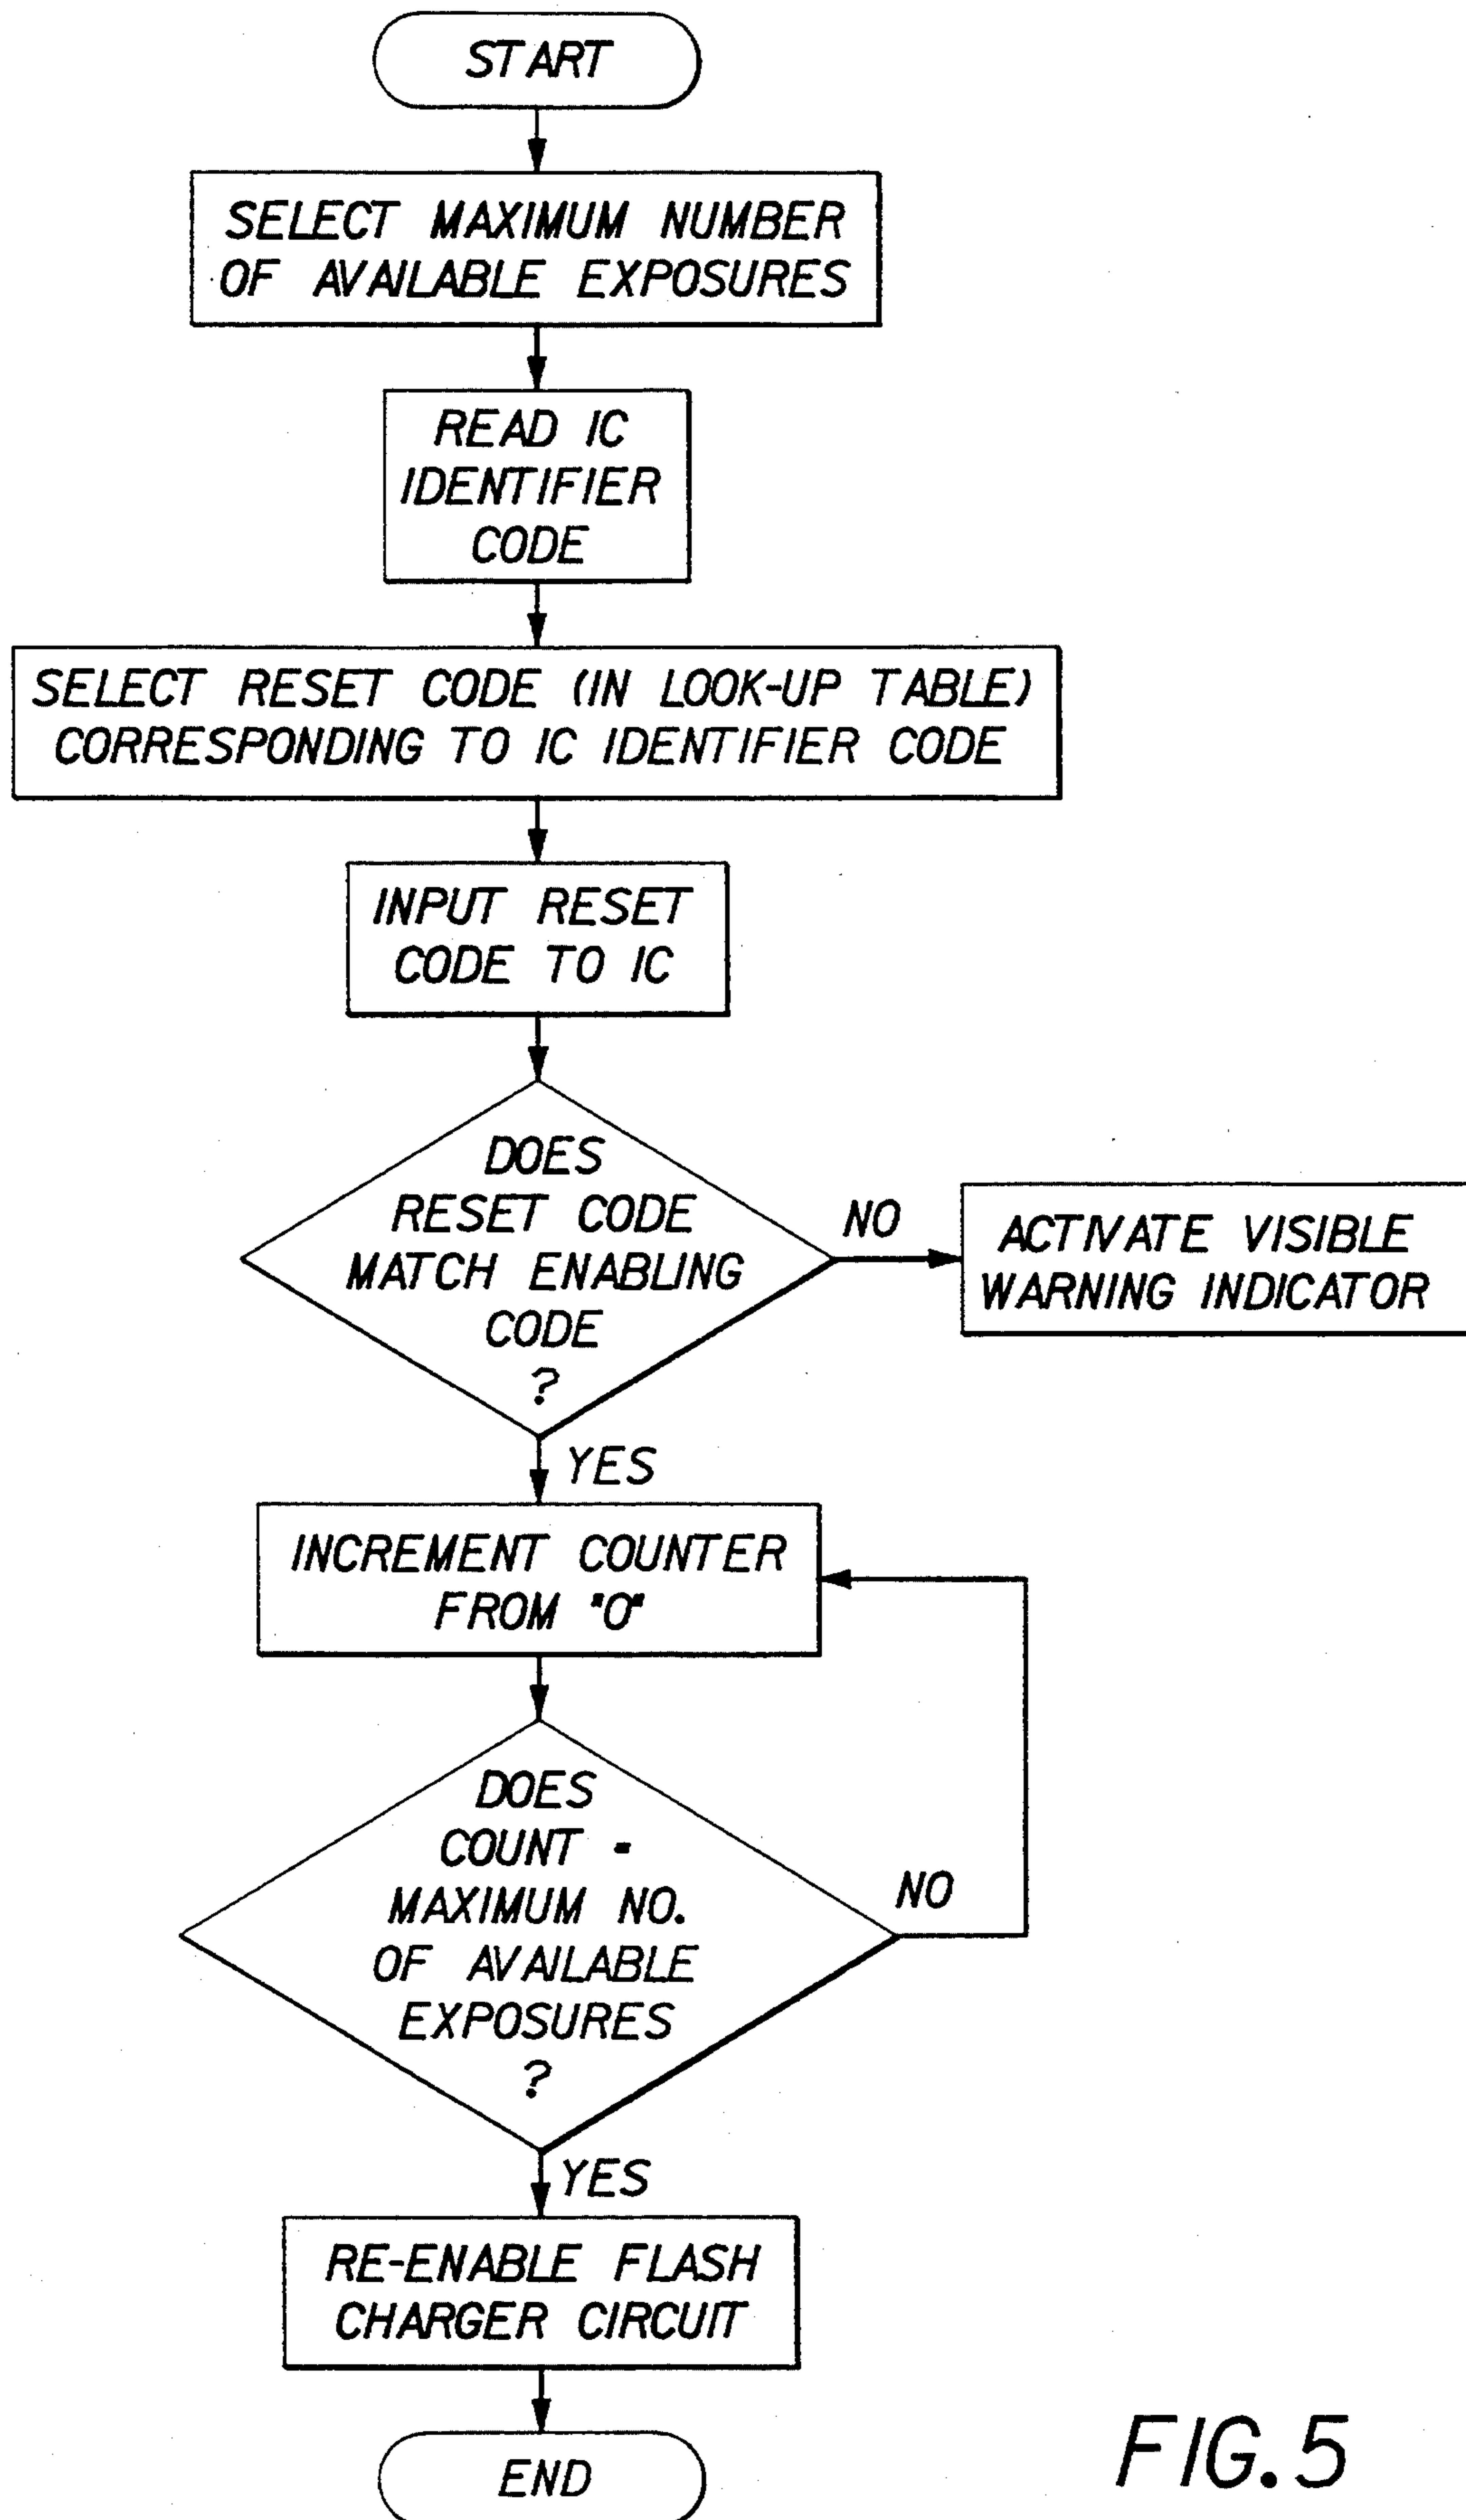 START
SELECT MAXIMUM NUMBER
OF AVAILABLE EXPOSURES
READ IC
IDENTIFIER
CODE
SELECT RESET CODE (IN LOOK-UP TABLE)
CORRESPONDING TO IC IDENTIFIER CODE
INPUT RESET
CODE TO IC
DOES
RESET CODE
MATCH ENABLING
CODE
?
NO
ACTIVATE VISIBLE
WARNING INDICATOR
YES
INCREMENT COUNTER
FROM "0"
DOES
COUNT =
MAXIMUM NO.
OF AVAILABLE
EXPOSURES
?
NO
YES
RE-ENABLE FLASH
CHARGER CIRCUIT
END
FIG. 5